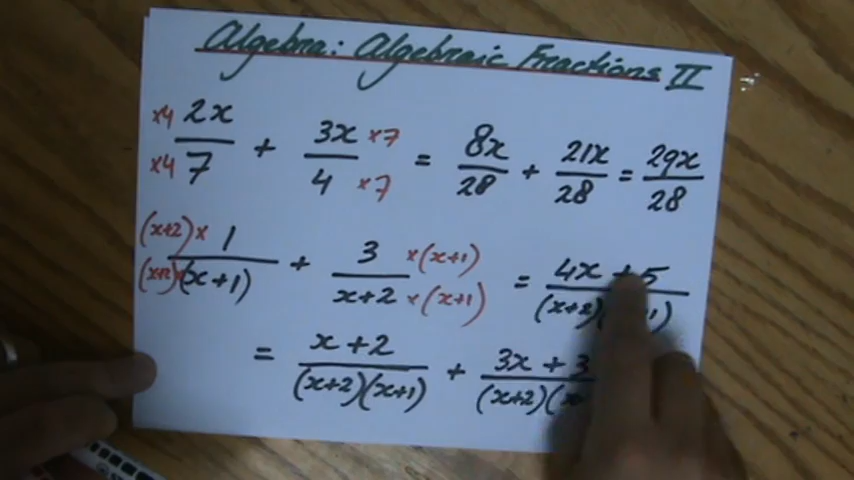 Algebra: Algebraic Fractions II
×4 2x/7 ×4 + 3x/4 ×7 ×7 = 8x/28 + 21x/28 = 29x/28
(x+2)× 1/(x+1) (x+2)× + 3/(x+2) ×(x+1) ×(x+1) = 4x + 5/(x+2)( 1)
= x+2/(x+2)(x+1) + 3x + 3/(x+2)(x